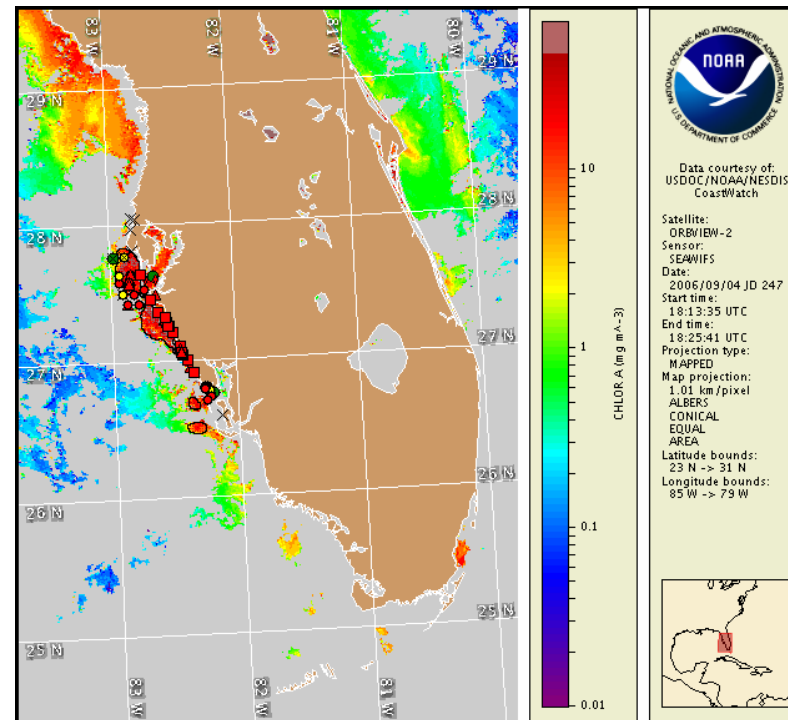 83 W
82 W
81 W
80 W
29 N
28 N
28 N
27 N
27 N
26 N
26 N
25 N
25 N
83 W
82 W
81 W
10
1
0.1
0.01
CHLOR A (mg m^-3)
NATIONAL OCEANIC AND ATMOSPHERIC ADMINISTRATION
NOAA
U.S. DEPARTMENT OF COMMERCE
Data courtesy of:
USDOC/NOAA/NESDIS
CoastWatch
Satellite:
ORBVIEW-2
Sensor:
SEAWIFS
Date:
2006/09/04 JD 247
Start time:
18:13:35 UTC
End time:
18:25:41 UTC
Projection type:
MAPPED
Map projection:
1.01 km/pixel
ALBERS
CONICAL
EQUAL
AREA
Latitude bounds:
23 N -> 31 N
Longitude bounds:
85 W -> 79 W